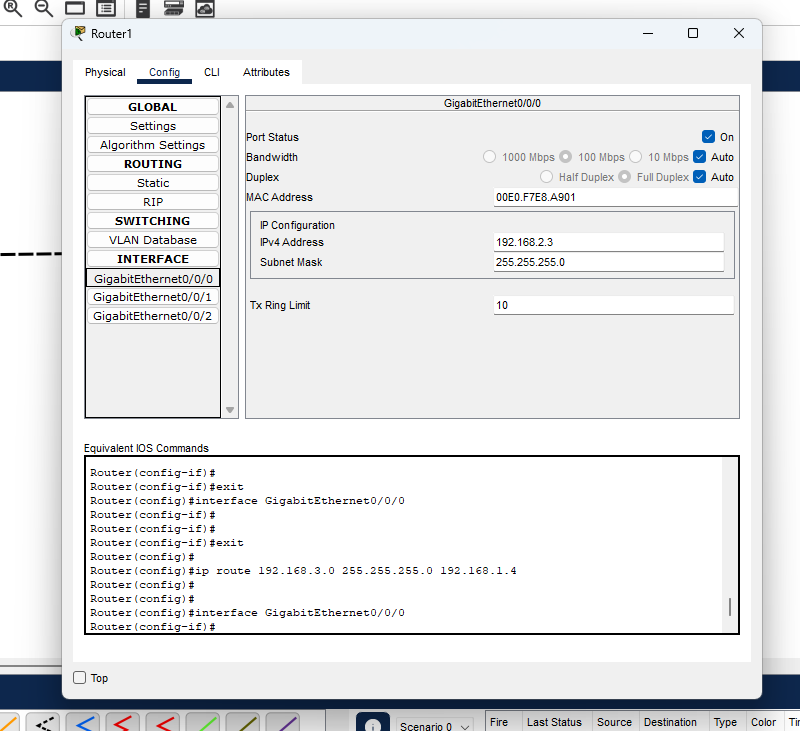 Router1
Physical Config CLI Attributes
GLOBAL
Settings
Algorithm Settings
ROUTING
Static
RIP
SWITCHING
VLAN Database
INTERFACE
GigabitEthernet0/0/0
GigabitEthernet0/0/1
GigabitEthernet0/0/2
GigabitEthernet0/0/0
Port Status On
Bandwidth 1000 Mbps 100 Mbps 10 Mbps Auto
Duplex Half Duplex Full Duplex Auto
MAC Address 00E0.F7E8.A901
IP Configuration
IPv4 Address 192.168.2.3
Subnet Mask 255.255.255.0
Tx Ring Limit 10
Equivalent IOS Commands
Router(config-if)#
Router(config-if)#exit
Router(config)#interface GigabitEthernet0/0/0
Router(config-if)#
Router(config-if)#
Router(config-if)#exit
Router(config)#
Router(config)#ip route 192.168.3.0 255.255.255.0 192.168.1.4
Router(config)#
Router(config)#
Router(config)#interface GigabitEthernet0/0/0
Router(config-if)#
Top
Scenario 0 Fire Last Status Source Destination Type Color